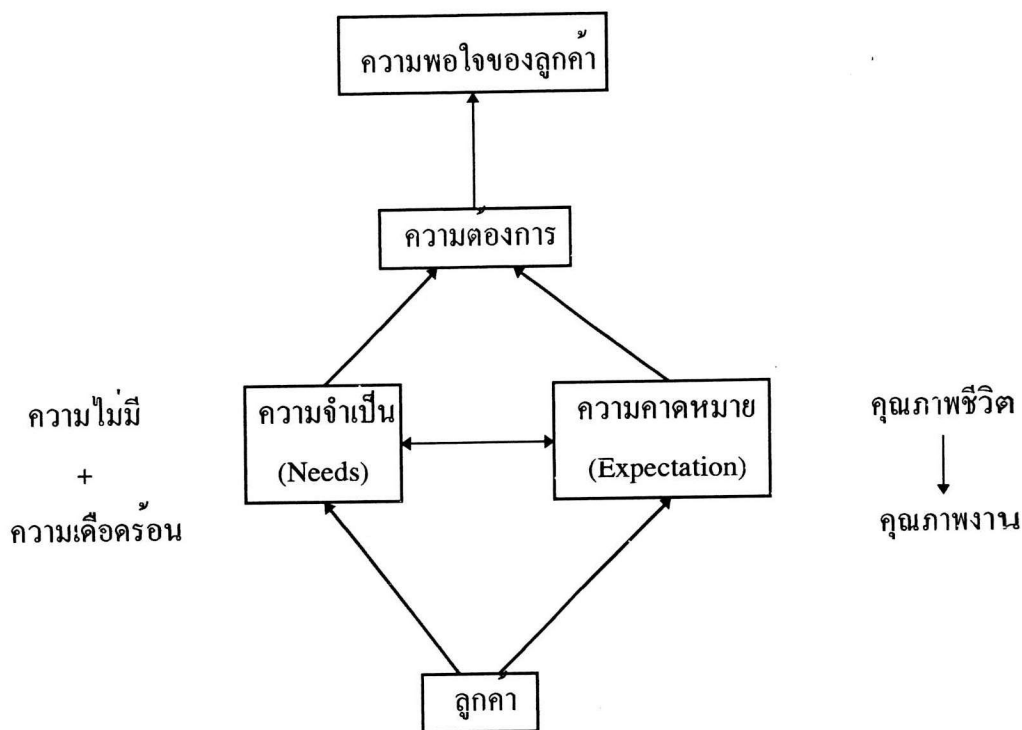 ความพอใจของลูกค้า
ความต้องการ
ความไม่มี
+
ความเดือดร้อน
ความจำเป็น
(Needs)
ความคาดหมาย
(Expectation)
คุณภาพชีวิต
คุณภาพงาน
ลูกค้า